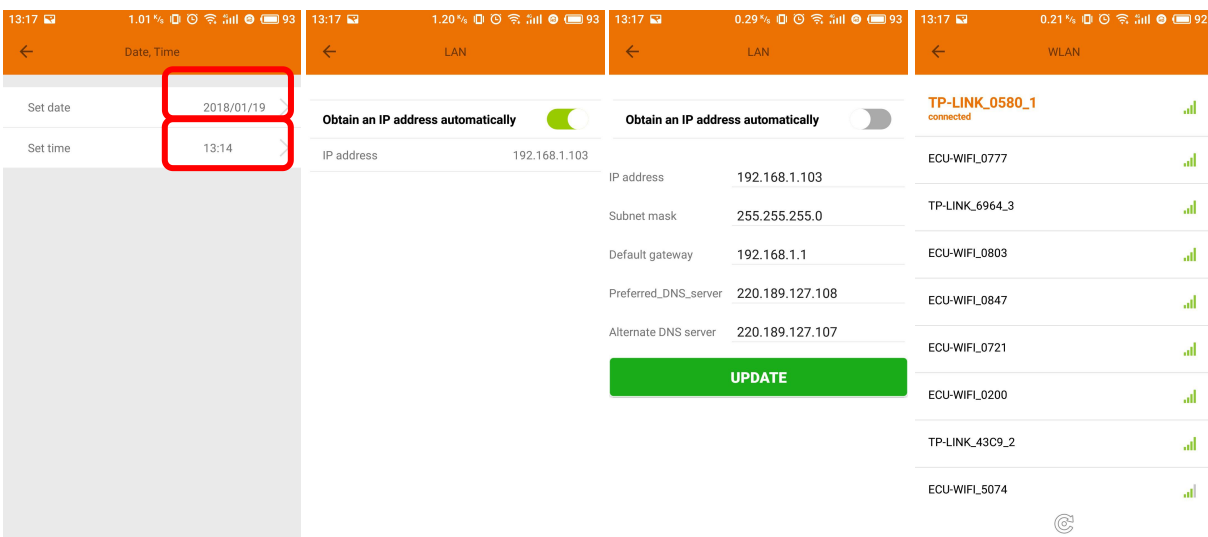 13:17 1.01 K/s 93
Date, Time
Set date 2018/01/19
Set time 13:14
13:17 1.20 K/s 93
LAN
Obtain an IP address automatically
IP address 192.168.1.103
13:17 0.29 K/s 93
LAN
Obtain an IP address automatically
IP address 192.168.1.103
Subnet mask 255.255.255.0
Default gateway 192.168.1.1
Preferred_DNS_server 220.189.127.108
Alternate DNS server 220.189.127.107
UPDATE
13:17 0.21 K/s 92
WLAN
TP-LINK_0580_1
connected
ECU-WIFI_0777
TP-LINK_6964_3
ECU-WIFI_0803
ECU-WIFI_0847
ECU-WIFI_0721
ECU-WIFI_0200
TP-LINK_43C9_2
ECU-WIFI_5074